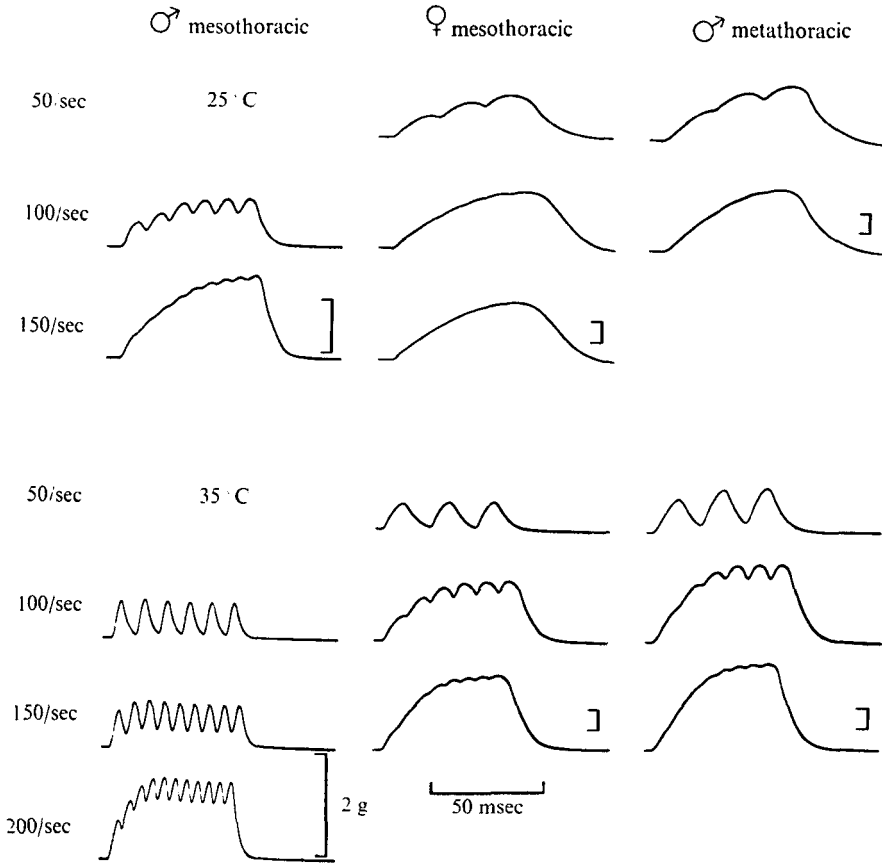 ♂ mesothoracic
♀ mesothoracic
♂ metathoracic
50/sec
25 °C
100/sec
150/sec
50/sec
35 °C
100/sec
150/sec
200/sec
2 g
50 msec